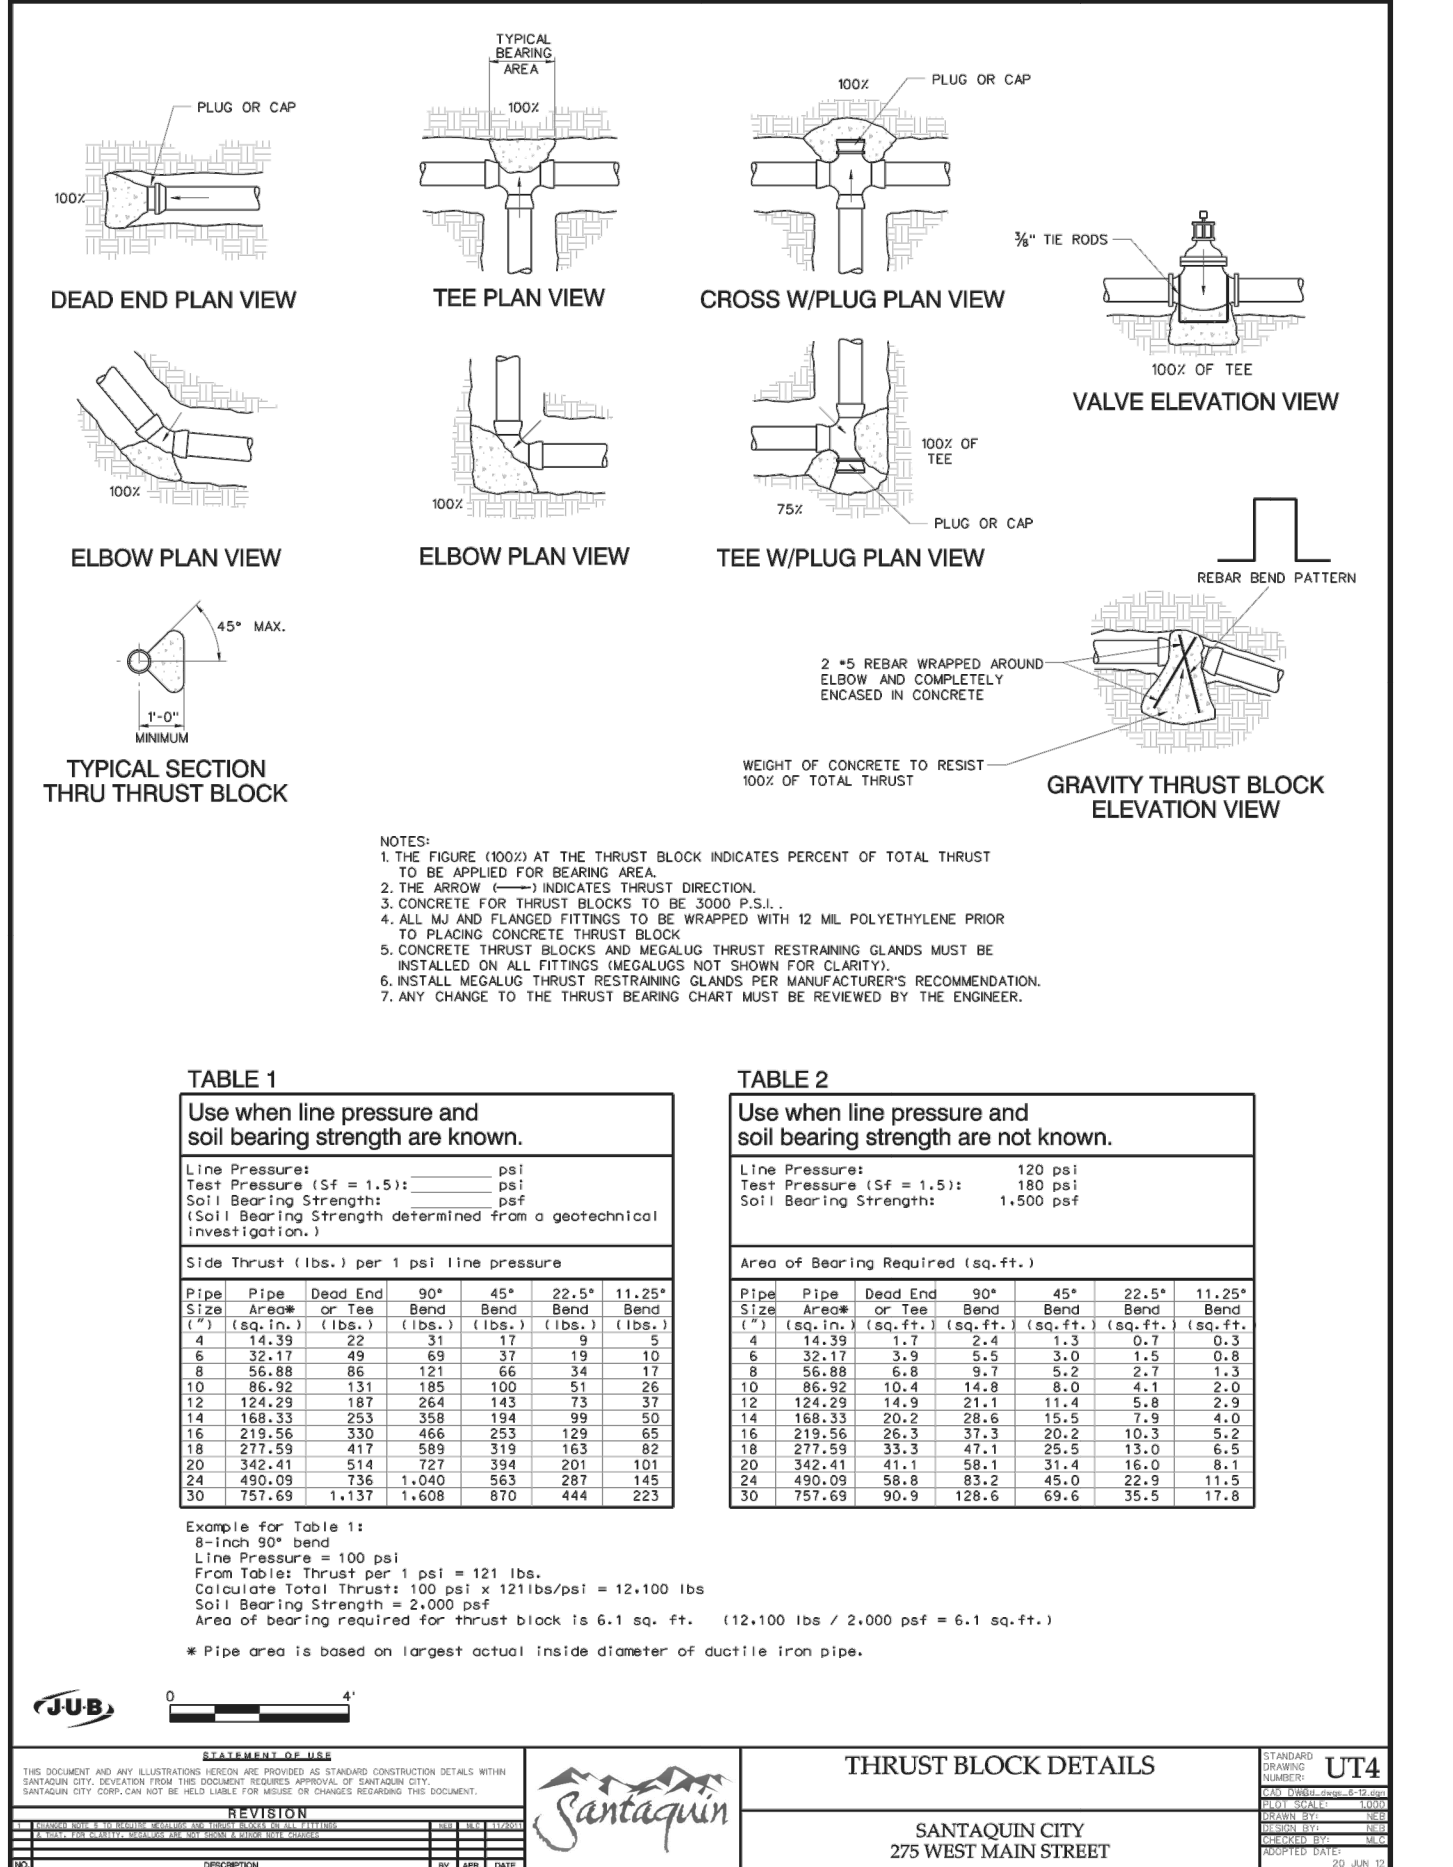 TYPICAL
BEARING
AREA
100%
PLUG OR CAP
100%
DEAD END PLAN VIEW
TEE PLAN VIEW
100%
PLUG OR CAP
CROSS W/PLUG PLAN VIEW
3/8" TIE RODS
100% OF TEE
VALVE ELEVATION VIEW
100%
ELBOW PLAN VIEW
100%
ELBOW PLAN VIEW
100% OF
TEE
75%
PLUG OR CAP
TEE W/PLUG PLAN VIEW
REBAR BEND PATTERN
45° MAX.
1'-0"
MINIMUM
TYPICAL SECTION
THRU THRUST BLOCK
2 #5 REBAR WRAPPED AROUND
ELBOW AND COMPLETELY
ENCASED IN CONCRETE
WEIGHT OF CONCRETE TO RESIST
100% OF TOTAL THRUST
GRAVITY THRUST BLOCK
ELEVATION VIEW
NOTES:
1. THE FIGURE (100%) AT THE THRUST BLOCK INDICATES PERCENT OF TOTAL THRUST
TO BE APPLIED FOR BEARING AREA.
2. THE ARROW (⟶) INDICATES THRUST DIRECTION.
3. CONCRETE FOR THRUST BLOCKS TO BE 3000 P.S.I. .
4. ALL MJ AND FLANGED FITTINGS TO BE WRAPPED WITH 12 MIL POLYETHYLENE PRIOR
TO PLACING CONCRETE THRUST BLOCK
5. CONCRETE THRUST BLOCKS AND MEGALUG THRUST RESTRAINING GLANDS MUST BE
INSTALLED ON ALL FITTINGS (MEGALUGS NOT SHOWN FOR CLARITY).
6. INSTALL MEGALUG THRUST RESTRAINING GLANDS PER MANUFACTURER'S RECOMMENDATION.
7. ANY CHANGE TO THE THRUST BEARING CHART MUST BE REVIEWED BY THE ENGINEER.
TABLE 1
Use when line pressure and
soil bearing strength are known.
Line Pressure: ________ psi
Test Pressure (Sf = 1.5): ________ psi
Soil Bearing Strength: ________ psf
(Soil Bearing Strength determined from a geotechnical
investigation.)
Side Thrust (lbs.) per 1 psi line pressure
Pipe Pipe Dead End 90° 45° 22.5° 11.25°
Size Area* or Tee Bend Bend Bend Bend
(") (sq.in.) (lbs.) (lbs.) (lbs.) (lbs.) (lbs.)
4 14.39 22 31 17 9 5
6 32.17 49 69 37 19 10
8 56.88 86 121 66 34 17
10 86.92 131 185 100 51 26
12 124.29 187 264 143 73 37
14 168.33 253 358 194 99 50
16 219.56 330 466 253 129 65
18 277.59 417 589 319 163 82
20 342.41 514 727 394 201 101
24 490.09 736 1,040 563 287 145
30 757.69 1,137 1,608 870 444 223
TABLE 2
Use when line pressure and
soil bearing strength are not known.
Line Pressure: 120 psi
Test Pressure (Sf = 1.5): 180 psi
Soil Bearing Strength: 1,500 psf
Area of Bearing Required (sq.ft.)
Pipe Pipe Dead End 90° 45° 22.5° 11.25°
Size Area* or Tee Bend Bend Bend Bend
(") (sq.in.) (sq.ft.) (sq.ft.) (sq.ft.) (sq.ft.) (sq.ft.
4 14.39 1.7 2.4 1.3 0.7 0.3
6 32.17 3.9 5.5 3.0 1.5 0.8
8 56.88 6.8 9.7 5.2 2.7 1.3
10 86.92 10.4 14.8 8.0 4.1 2.0
12 124.29 14.9 21.1 11.4 5.8 2.9
14 168.33 20.2 28.6 15.5 7.9 4.0
16 219.56 26.3 37.3 20.2 10.3 5.2
18 277.59 33.3 47.1 25.5 13.0 6.5
20 342.41 41.1 58.1 31.4 16.0 8.1
24 490.09 58.8 83.2 45.0 22.9 11.5
30 757.69 90.9 128.6 69.6 35.5 17.8
Example for Table 1:
8-inch 90° bend
Line Pressure = 100 psi
From Table: Thrust per 1 psi = 121 lbs.
Calculate Total Thrust: 100 psi x 121lbs/psi = 12,100 lbs
Soil Bearing Strength = 2,000 psf
Area of bearing required for thrust block is 6.1 sq. ft. (12,100 lbs / 2,000 psf = 6.1 sq.ft.)
* Pipe area is based on largest actual inside diameter of ductile iron pipe.
J·U·B
0 4'
STATEMENT OF USE
THIS DOCUMENT AND ANY ILLUSTRATIONS HEREON ARE PROVIDED AS STANDARD CONSTRUCTION DETAILS WITHIN
SANTAQUIN CITY. DEVEATION FROM THIS DOCUMENT REQUIRES APPROVAL OF SANTAQUIN CITY.
SANTAQUIN CITY CORP. CAN NOT BE HELD LIABLE FOR MISUSE OR CHANGES REGARDING THIS DOCUMENT.
REVISION
1 CHANGED NOTE 5 TO REQUIRE MEGALUGS AND THRUST BLOCKS ON ALL FITTINGS NEB MLC 11/2011
& THAT, FOR CLARITY, MEGALUGS ARE NOT SHOWN & MINOR NOTE CHANGES
NO. DESCRIPTION BY APR DATE
Santaquin
THRUST BLOCK DETAILS
SANTAQUIN CITY
275 WEST MAIN STREET
STANDARD
DRAWING
NUMBER: UT4
PLOT SCALE: 1.000
DRAWN BY: NEB
DESIGN BY: NEB
CHECKED BY: MLC
ADOPTED DATE:
20 JUN 12